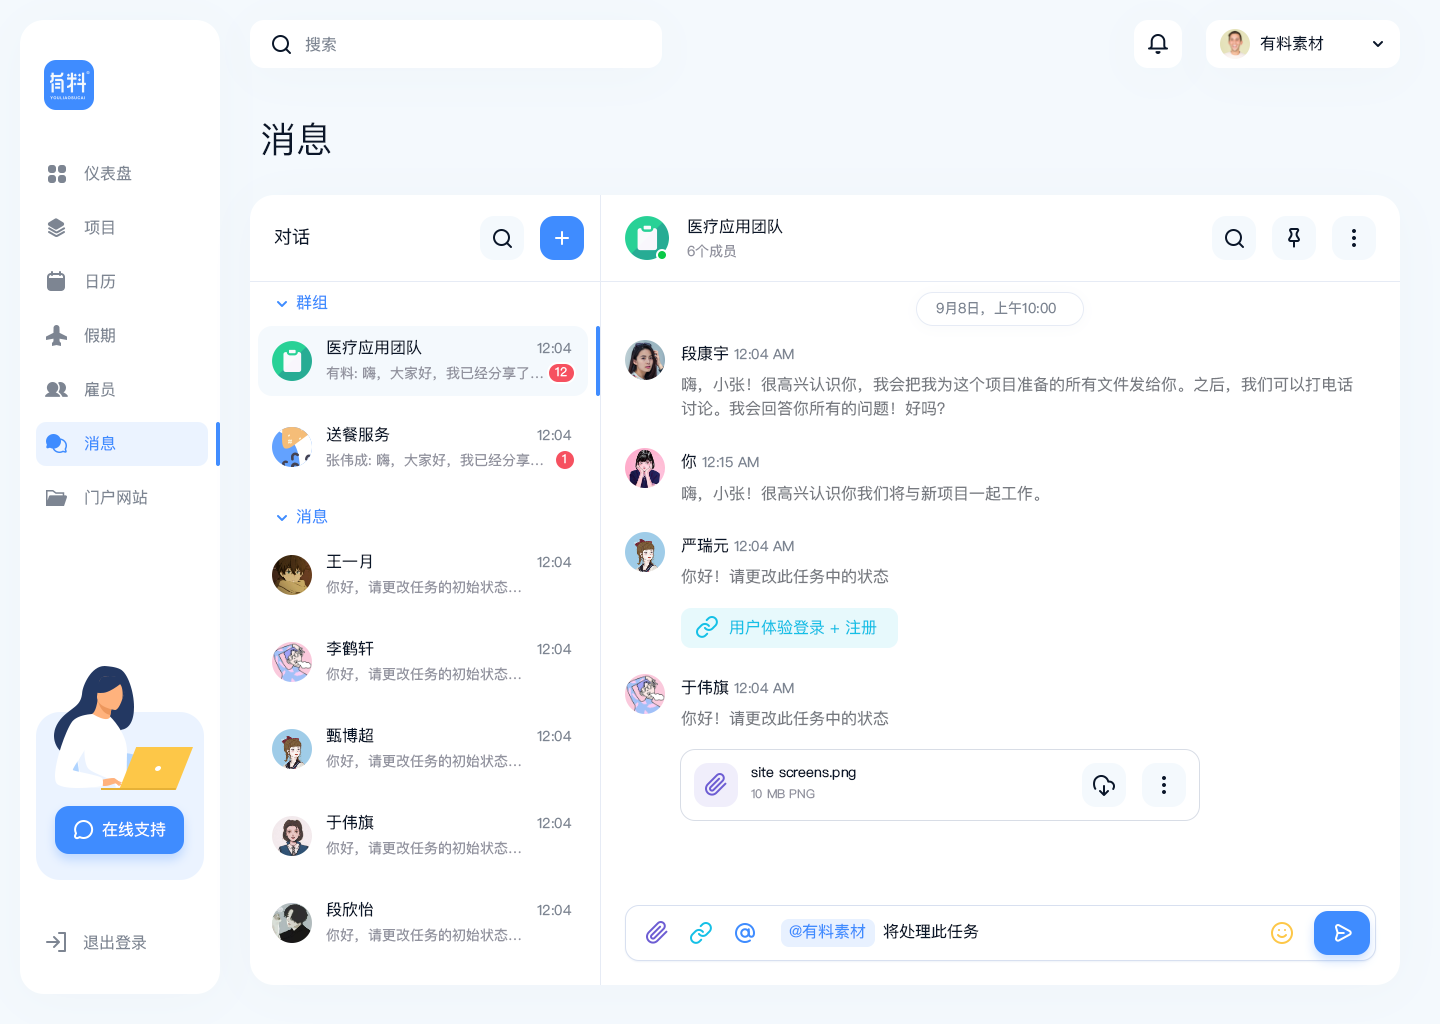 搜索
有料素材
有料
消息
仪表盘
项目
日历
假期
雇员
消息
门户网站
在线支持
退出登录
对话
群组
医疗应用团队 12:04
有料: 嗨，大家好，我已经分享了... 12
送餐服务 12:04
张伟成: 嗨，大家好，我已经分享... 1
消息
王一月 12:04
你好，请更改任务的初始状态...
李鹤轩 12:04
你好，请更改任务的初始状态...
甄博超 12:04
你好，请更改任务的初始状态...
于伟旗 12:04
你好，请更改任务的初始状态...
段欣怡 12:04
你好，请更改任务的初始状态...
医疗应用团队
6个成员
9月8日，上午10:00
段康宇 12:04 AM
嗨，小张！很高兴认识你，我会把我为这个项目准备的所有文件发给你。之后，我们可以打电话
讨论。我会回答你所有的问题！好吗？
你 12:15 AM
嗨，小张！很高兴认识你我们将与新项目一起工作。
严瑞元 12:04 AM
你好！请更改此任务中的状态
用户体验登录 + 注册
于伟旗 12:04 AM
你好！请更改此任务中的状态
site screens.png
10 MB PNG
@有料素材 将处理此任务